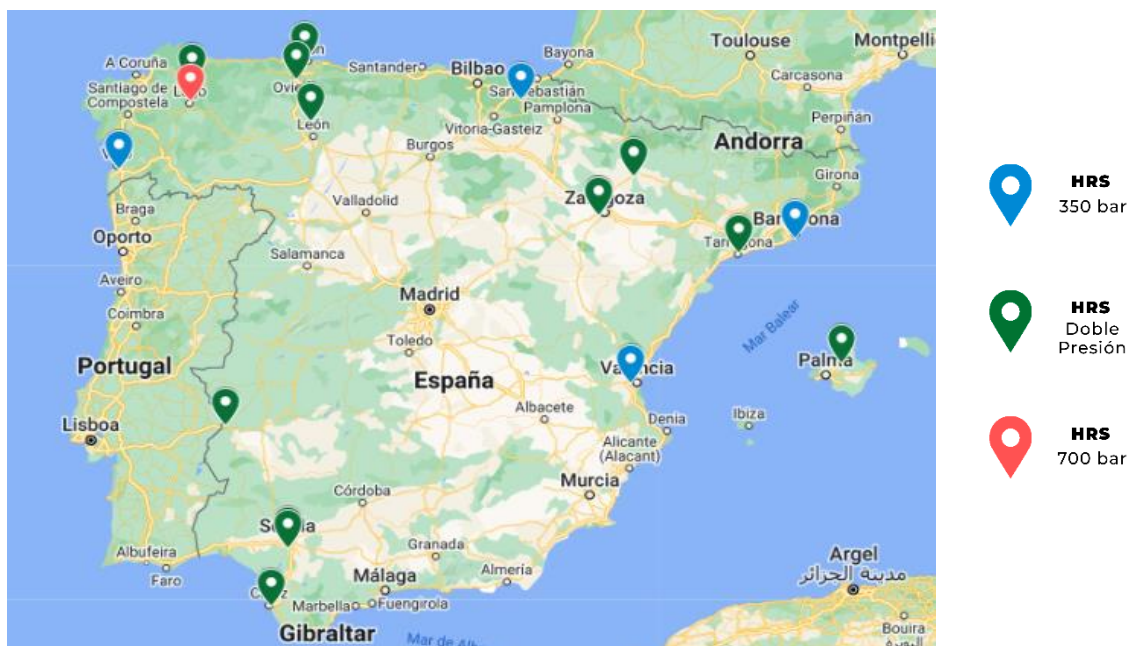 Toulouse
Montpelli
A Coruña
Santander
Bilbao
Bayona
Carcasona
Santiago de
Compostela
San Sebastián
Pamplona
Perpiñán
León
Vitoria-Gasteiz
Andorra
Burgos
Girona
Braga
Valladolid
Oporto
Salamanca
Aveiro
Madrid
Coimbra
Toledo
Mar Balear
Portugal
España
Palma
Albacete
Denia
Ibiza
Lisboa
Alicante
(Alacant)
Murcia
Córdoba
Albufeira
Faro
Granada
Almería
Málaga
Argel
مدينة الجزائر
Marbella
Fuengirola
Gibraltar
Bouira
البويرة
HRS
350 bar
HRS
Doble
Presión
HRS
700 bar